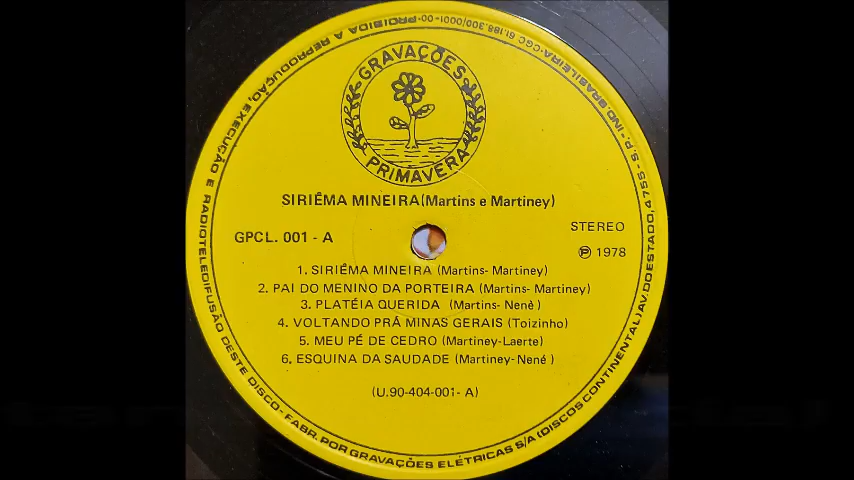 GRAVAÇÕES
PRIMAVERA
SIRIÊMA MINEIRA(Martins e Martiney)
GPCL. 001 - A
STEREO
℗ 1978
1. SIRIÊMA MINEIRA (Martins- Martiney)
2. PAI DO MENINO DA PORTEIRA (Martins- Martiney)
3. PLATÉIA QUERIDA (Martins- Nenè)
4. VOLTANDO PRÁ MINAS GERAIS (Toizinho)
5. MEU PÉ DE CEDRO (Martiney-Laerte)
6. ESQUINA DA SAUDADE (Martiney-Nené )
(U.90-404-001- A)
PROIBIDA A REPRODUÇÃO, EXECUÇÃO E RADIOTELEDIFUSÃO DESTE DISCO - FABR. POR GRAVAÇÕES ELÉTRICAS S/A (DISCOS CONTINENTAL) AV. DO ESTADO, 4.755 - S. P. - IND. BRASILEIRA - CGC 61.188.300/0001-00-